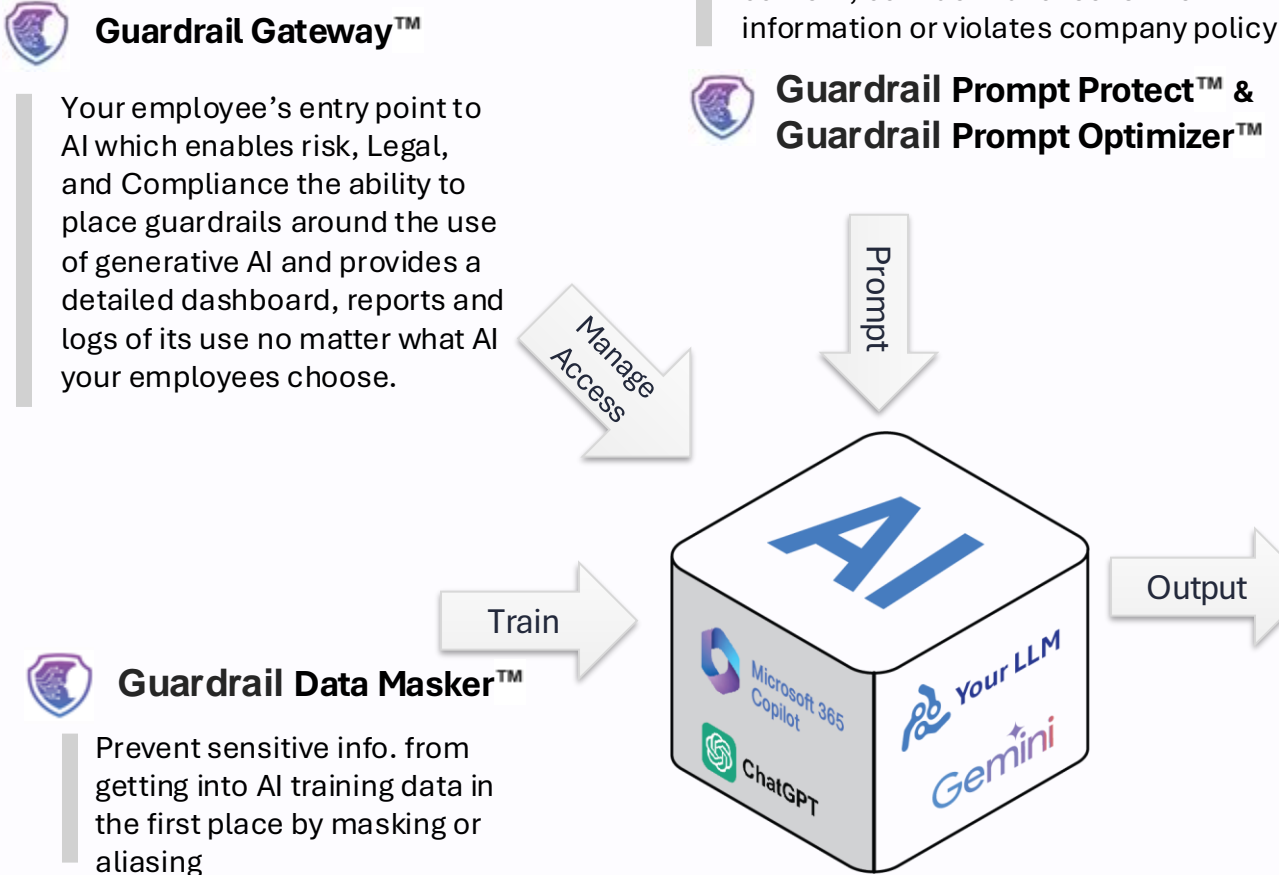 Guardrail Gateway™
Your employee's entry point to
AI which enables risk, Legal,
and Compliance the ability to
place guardrails around the use
of generative AI and provides a
detailed dashboard, reports and
logs of its use no matter what AI
your employees choose.
information or violates company policy
Guardrail Prompt Protect™ &
Guardrail Prompt Optimizer™
Manage
Access
Prompt
Train
Output
AI
Microsoft 365
Copilot
ChatGPT
Your LLM
Gemini
Guardrail Data Masker™
Prevent sensitive info. from
getting into AI training data in
the first place by masking or
aliasing